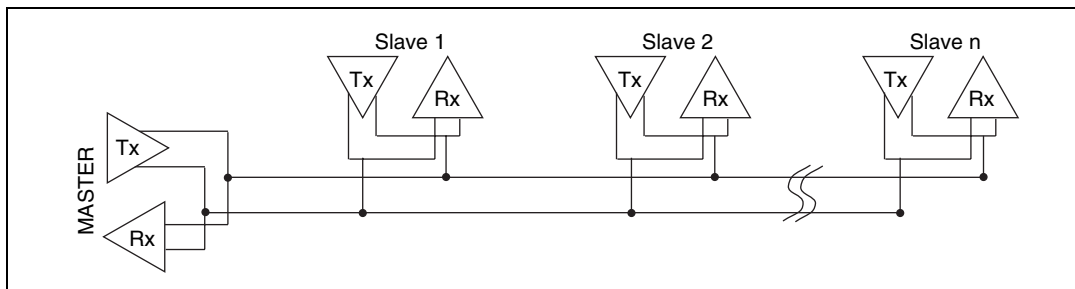 Slave 1
Slave 2
Slave n
Tx
Rx
Tx
Rx
Tx
Rx
MASTER
Tx
Rx